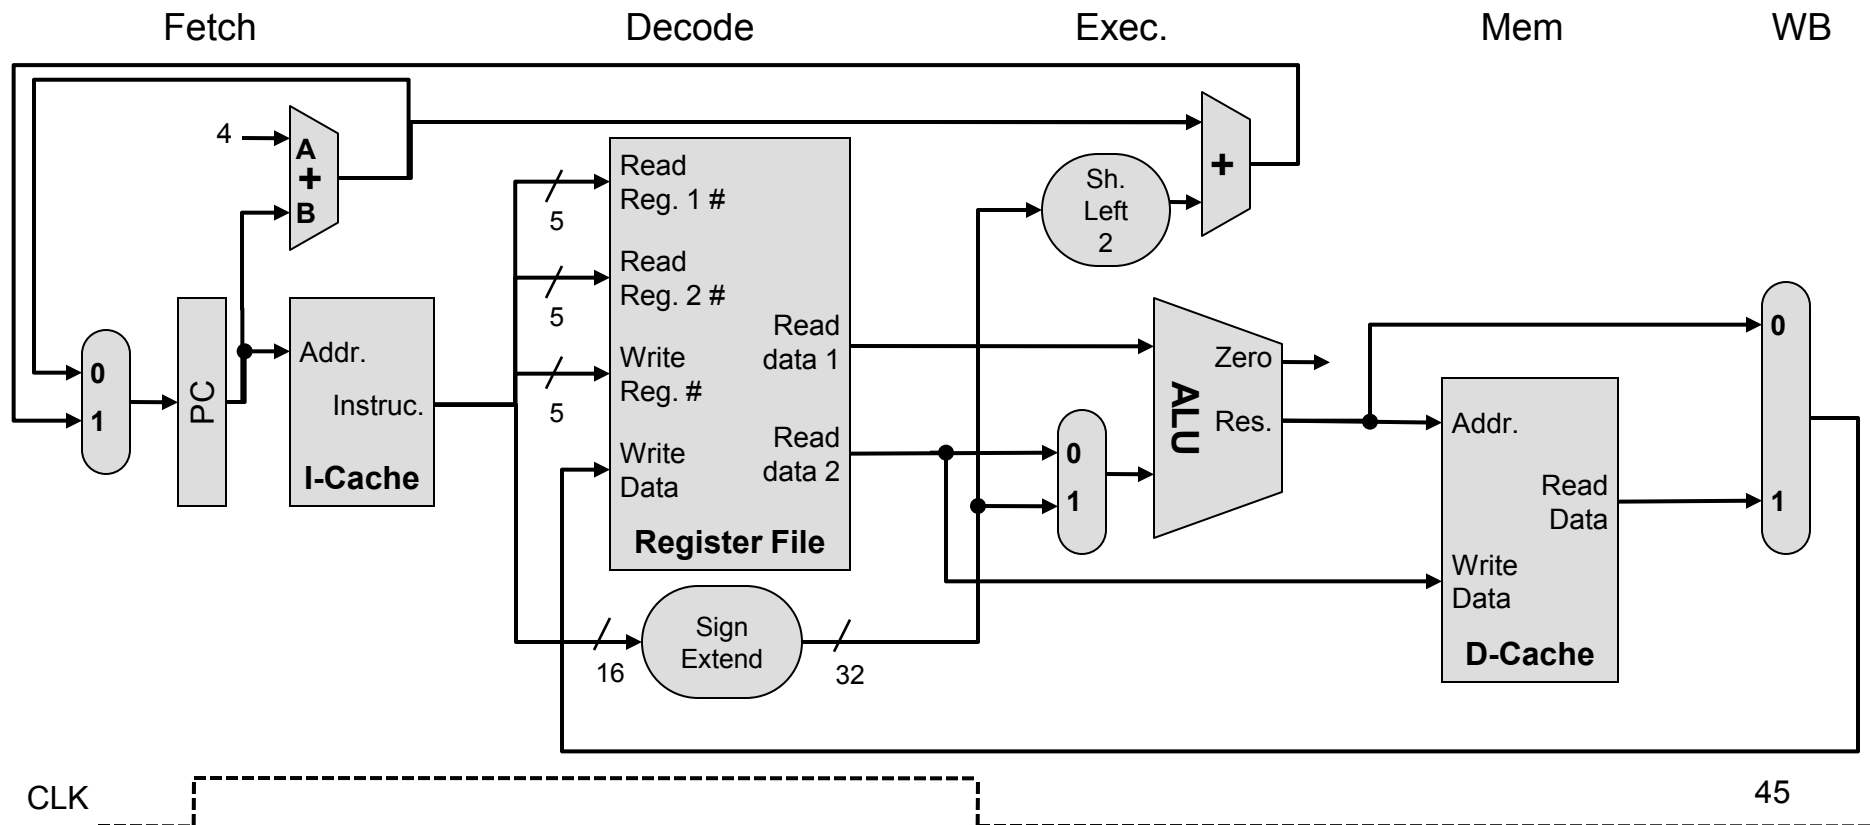 Fetch
Decode
Exec.
Mem
WB
4
A
+
B
0
1
PC
Addr.
Instruc.
I-Cache
5
5
5
Read
Reg. 1 #
Read
Reg. 2 #
Write
Reg. #
Write
Data
Read
data 1
Read
data 2
Register File
16
Sign
Extend
32
Sh.
Left
2
+
0
1
ALU
Zero
Res.
Addr.
Read
Data
Write
Data
D-Cache
0
1
CLK
45